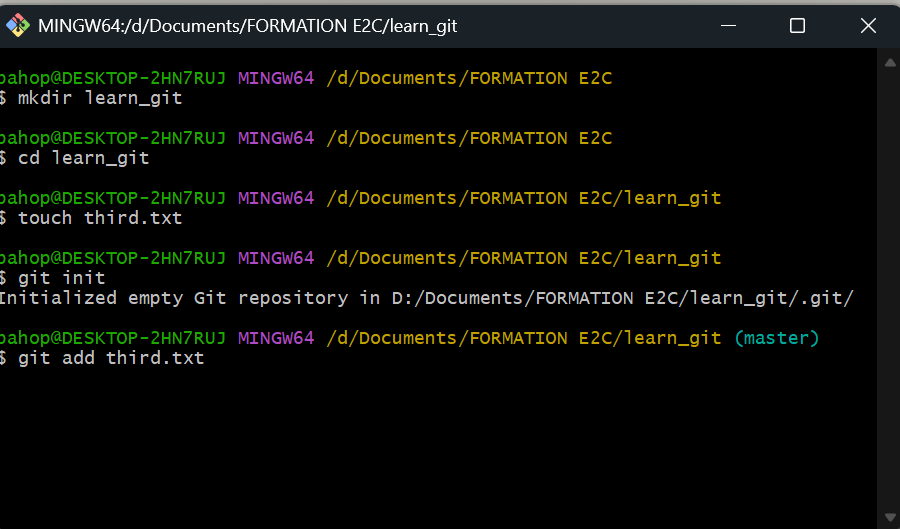 MINGW64:/d/Documents/FORMATION E2C/learn_git
pahop@DESKTOP-2HN7RUJ MINGW64 /d/Documents/FORMATION E2C
$ mkdir learn_git
pahop@DESKTOP-2HN7RUJ MINGW64 /d/Documents/FORMATION E2C
$ cd learn_git
pahop@DESKTOP-2HN7RUJ MINGW64 /d/Documents/FORMATION E2C/learn_git
$ touch third.txt
pahop@DESKTOP-2HN7RUJ MINGW64 /d/Documents/FORMATION E2C/learn_git
$ git init
Initialized empty Git repository in D:/Documents/FORMATION E2C/learn_git/.git/
pahop@DESKTOP-2HN7RUJ MINGW64 /d/Documents/FORMATION E2C/learn_git (master)
$ git add third.txt